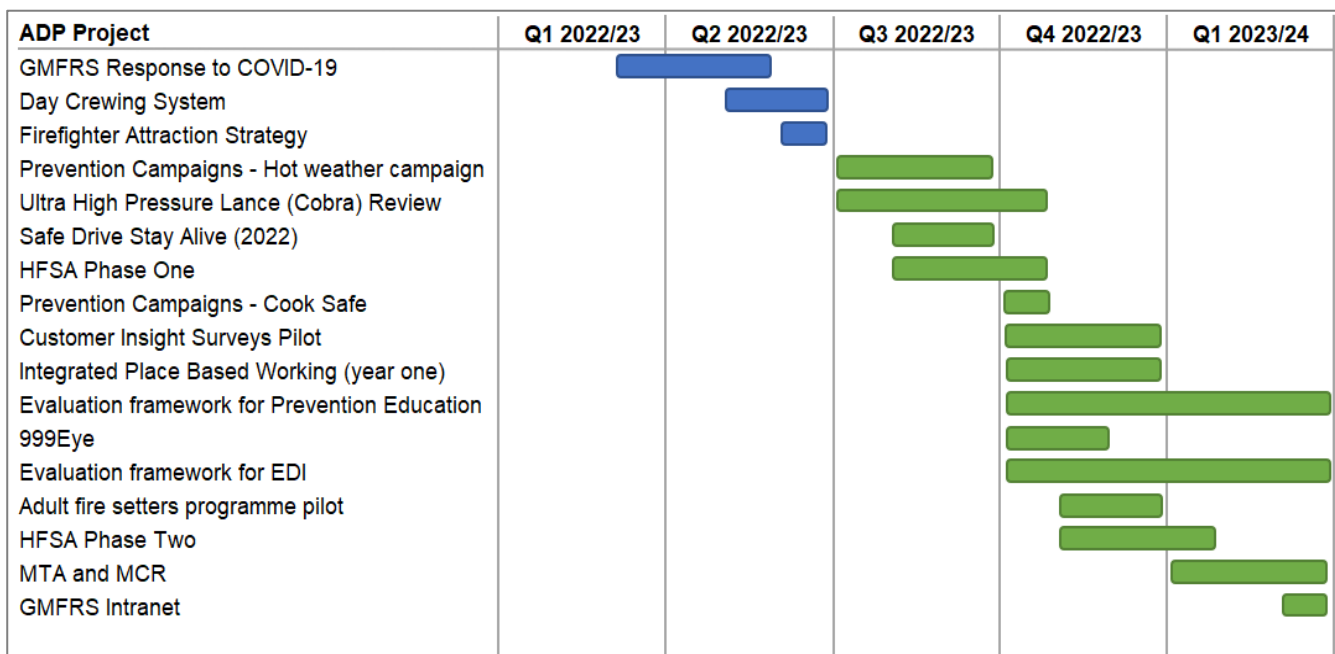 ADP Project Q1 2022/23 Q2 2022/23 Q3 2022/23 Q4 2022/23 Q1 2023/24
GMFRS Response to COVID-19
Day Crewing System
Firefighter Attraction Strategy
Prevention Campaigns - Hot weather campaign
Ultra High Pressure Lance (Cobra) Review
Safe Drive Stay Alive (2022)
HFSA Phase One
Prevention Campaigns - Cook Safe
Customer Insight Surveys Pilot
Integrated Place Based Working (year one)
Evaluation framework for Prevention Education
999Eye
Evaluation framework for EDI
Adult fire setters programme pilot
HFSA Phase Two
MTA and MCR
GMFRS Intranet